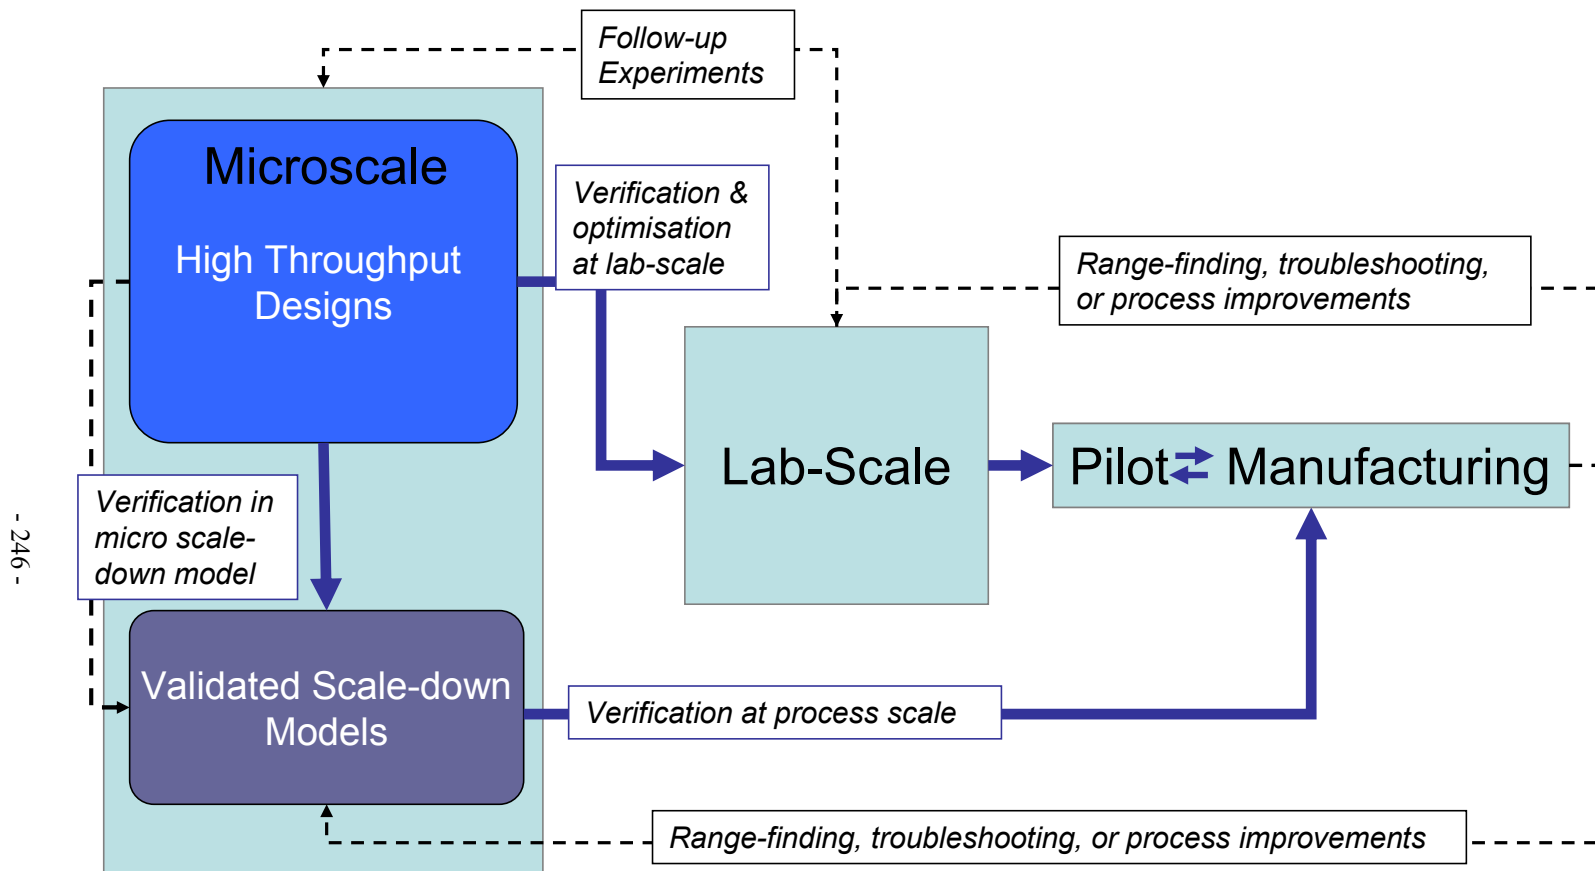 Follow-up
Experiments
Microscale
High Throughput
Designs
Verification &
optimisation
at lab-scale
Range-finding, troubleshooting,
or process improvements
Lab-Scale
Pilot Manufacturing
Verification in
micro scale-
down model
- 246 -
Validated Scale-down
Models
Verification at process scale
Range-finding, troubleshooting, or process improvements